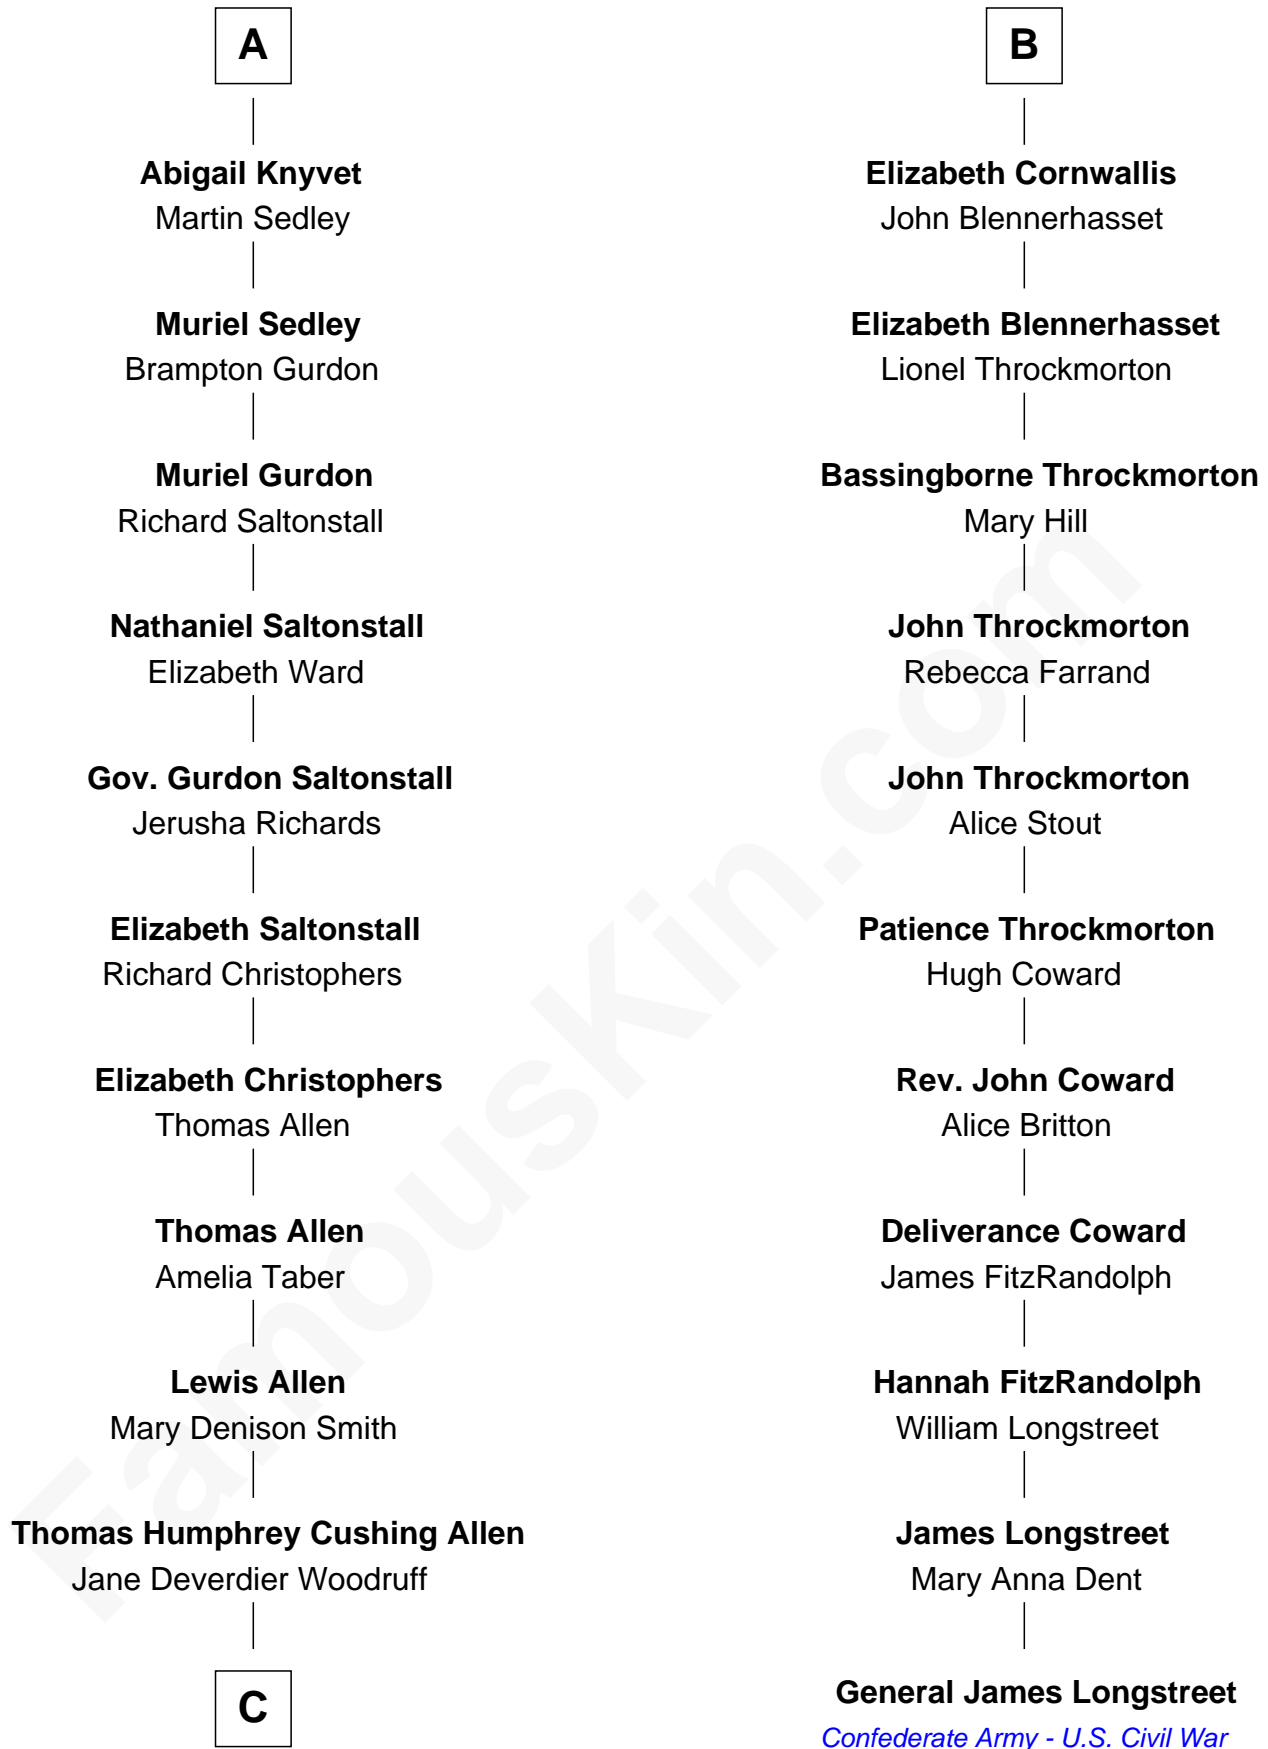 A
Abigail Knyvet
Martin Sedley
Muriel Sedley
Brampton Gurdon
Muriel Gurdon
Richard Saltonstall
Nathaniel Saltonstall
Elizabeth Ward
Gov. Gurdon Saltonstall
Jerusha Richards
Elizabeth Saltonstall
Richard Christophers
Elizabeth Christophers
Thomas Allen
Thomas Allen
Amelia Taber
Lewis Allen
Mary Denison Smith
Thomas Humphrey Cushing Allen
Jane Deverdier Woodruff
C
B
Elizabeth Cornwallis
John Blennerhasset
Elizabeth Blennerhasset
Lionel Throckmorton
Bassingborne Throckmorton
Mary Hill
John Throckmorton
Rebecca Farrand
John Throckmorton
Alice Stout
Patience Throckmorton
Hugh Coward
Rev. John Coward
Alice Britton
Deliverance Coward
James FitzRandolph
Hannah FitzRandolph
William Longstreet
James Longstreet
Mary Anna Dent
General James Longstreet
Confederate Army - U.S. Civil War
FamousKin.com